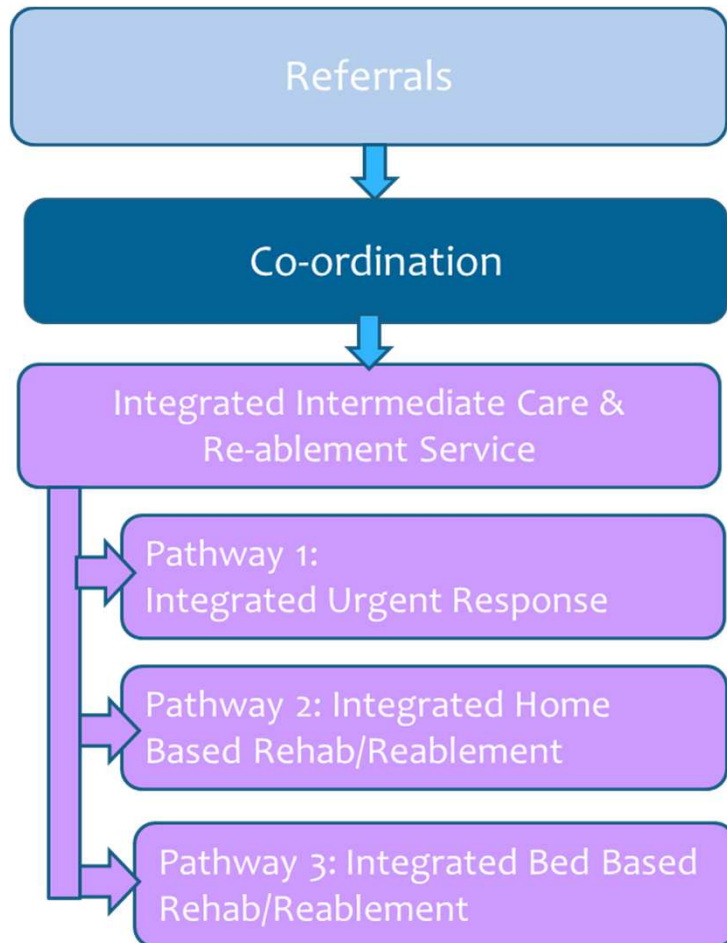 Referrals
Co-ordination
Integrated Intermediate Care &
Re-ablement Service
Pathway 1:
Integrated Urgent Response
Pathway 2: Integrated Home
Based Rehab/Reablement
Pathway 3: Integrated Bed Based
Rehab/Reablement